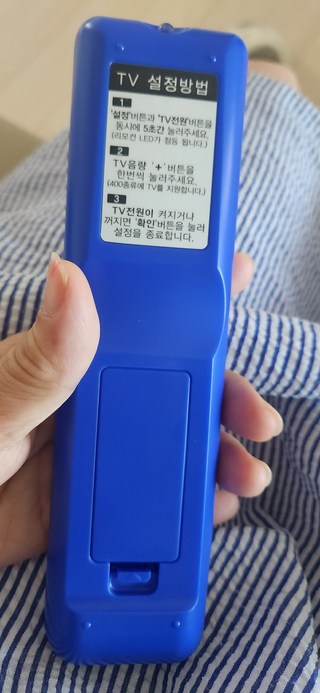 TV 설정방법
1
'설정'버튼과 'TV전원'버튼을
동시에 5초간 눌러주세요.
(리모컨 LED가 점등 됩니다.)
2
TV음량 '+'버튼을
한번씩 눌러주세요.
(400종류에 TV를 지원합니다.)
3
TV전원이 켜지거나
꺼지면 '확인'버튼을 눌러
설정을 종료합니다.